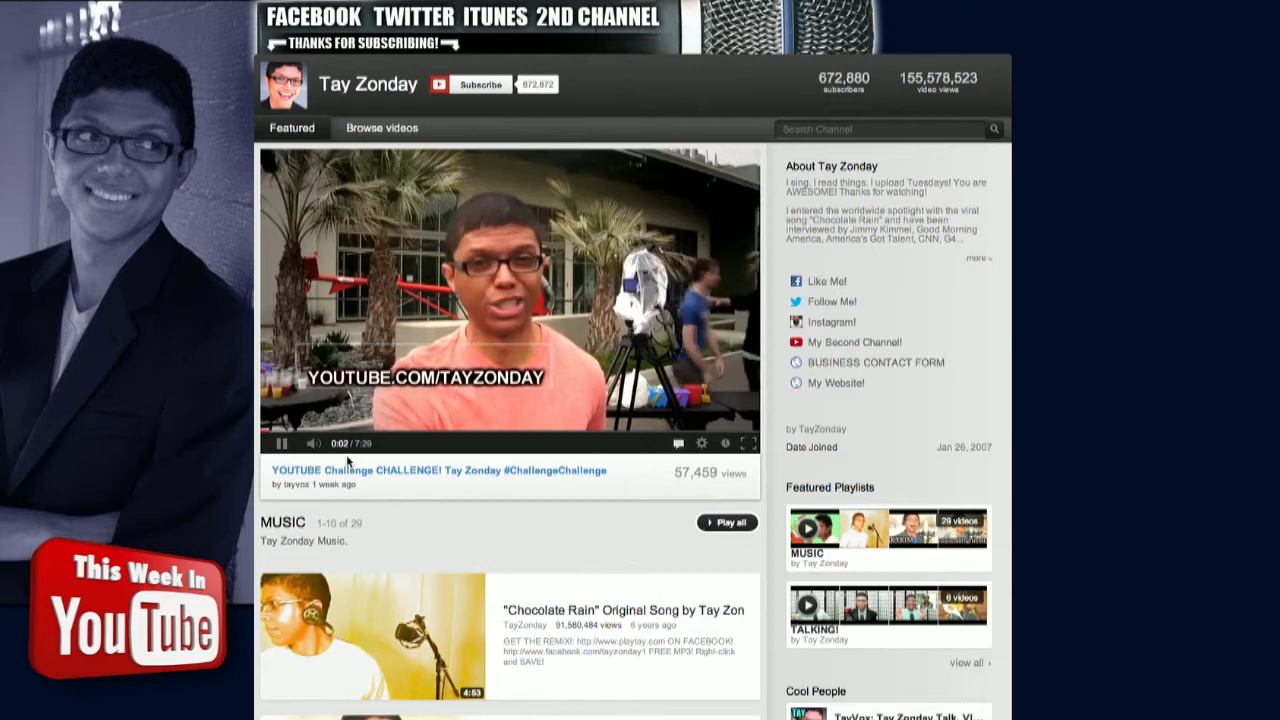 FACEBOOK TWITTER ITUNES 2ND CHANNEL
THANKS FOR SUBSCRIBING!
Tay Zonday
Subscribe
672,872
672,880
subscribers
155,578,523
video views
Featured
Browse videos
Search Channel
YOUTUBE.COM/TAYZONDAY
0:02 / 7:29
YOUTUBE Challenge CHALLENGE! Tay Zonday #ChallengeChallenge
by tayvox 1 week ago
57,459 views
MUSIC 1-10 of 29
Play all
Tay Zonday Music.
4:53
"Chocolate Rain" Original Song by Tay Zon
TayZonday 91,580,484 views 6 years ago
GET THE REMIX!: http://www.playtay.com ON FACEBOOK!
http://www.facebook.com/tayzonday1 FREE MP3! Right-click
and SAVE!
About Tay Zonday
I sing. I read things. I upload Tuesdays! You are
AWESOME! Thanks for watching!
I entered the worldwide spotlight with the viral
song "Chocolate Rain" and have been
interviewed by Jimmy Kimmel, Good Morning
America, America's Got Talent, CNN, G4...
more
Like Me!
Follow Me!
Instagram!
My Second Channel!
BUSINESS CONTACT FORM
My Website!
by TayZonday
Date Joined Jan 26, 2007
Featured Playlists
29 videos
MUSIC
by Tay Zonday
6 videos
TALKING!
by Tay Zonday
view all
Cool People
TAY
TayVox: Tay Zonday Talk, VI...
This Week In
YouTube